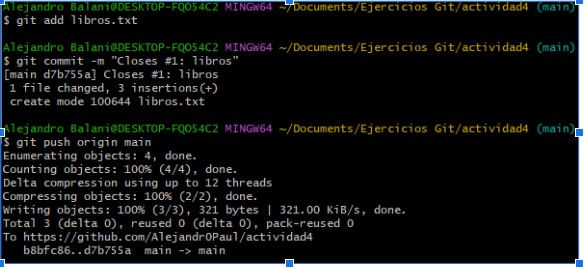 Alejandro Balani@DESKTOP-FQO54C2 MINGW64 ~/Documents/Ejercicios Git/actividad4 (main)
$ git add libros.txt
Alejandro Balani@DESKTOP-FQO54C2 MINGW64 ~/Documents/Ejercicios Git/actividad4 (main)
$ git commit -m "Closes #1: libros"
[main d7b755a] Closes #1: libros
1 file changed, 3 insertions(+)
create mode 100644 libros.txt
Alejandro Balani@DESKTOP-FQO54C2 MINGW64 ~/Documents/Ejercicios Git/actividad4 (main)
$ git push origin main
Enumerating objects: 4, done.
Counting objects: 100% (4/4), done.
Delta compression using up to 12 threads
Compressing objects: 100% (2/2), done.
Writing objects: 100% (3/3), 321 bytes | 321.00 KiB/s, done.
Total 3 (delta 0), reused 0 (delta 0), pack-reused 0
To https://github.com/Alejandr0Paul/actividad4
b8bfc86..d7b755a  main -> main